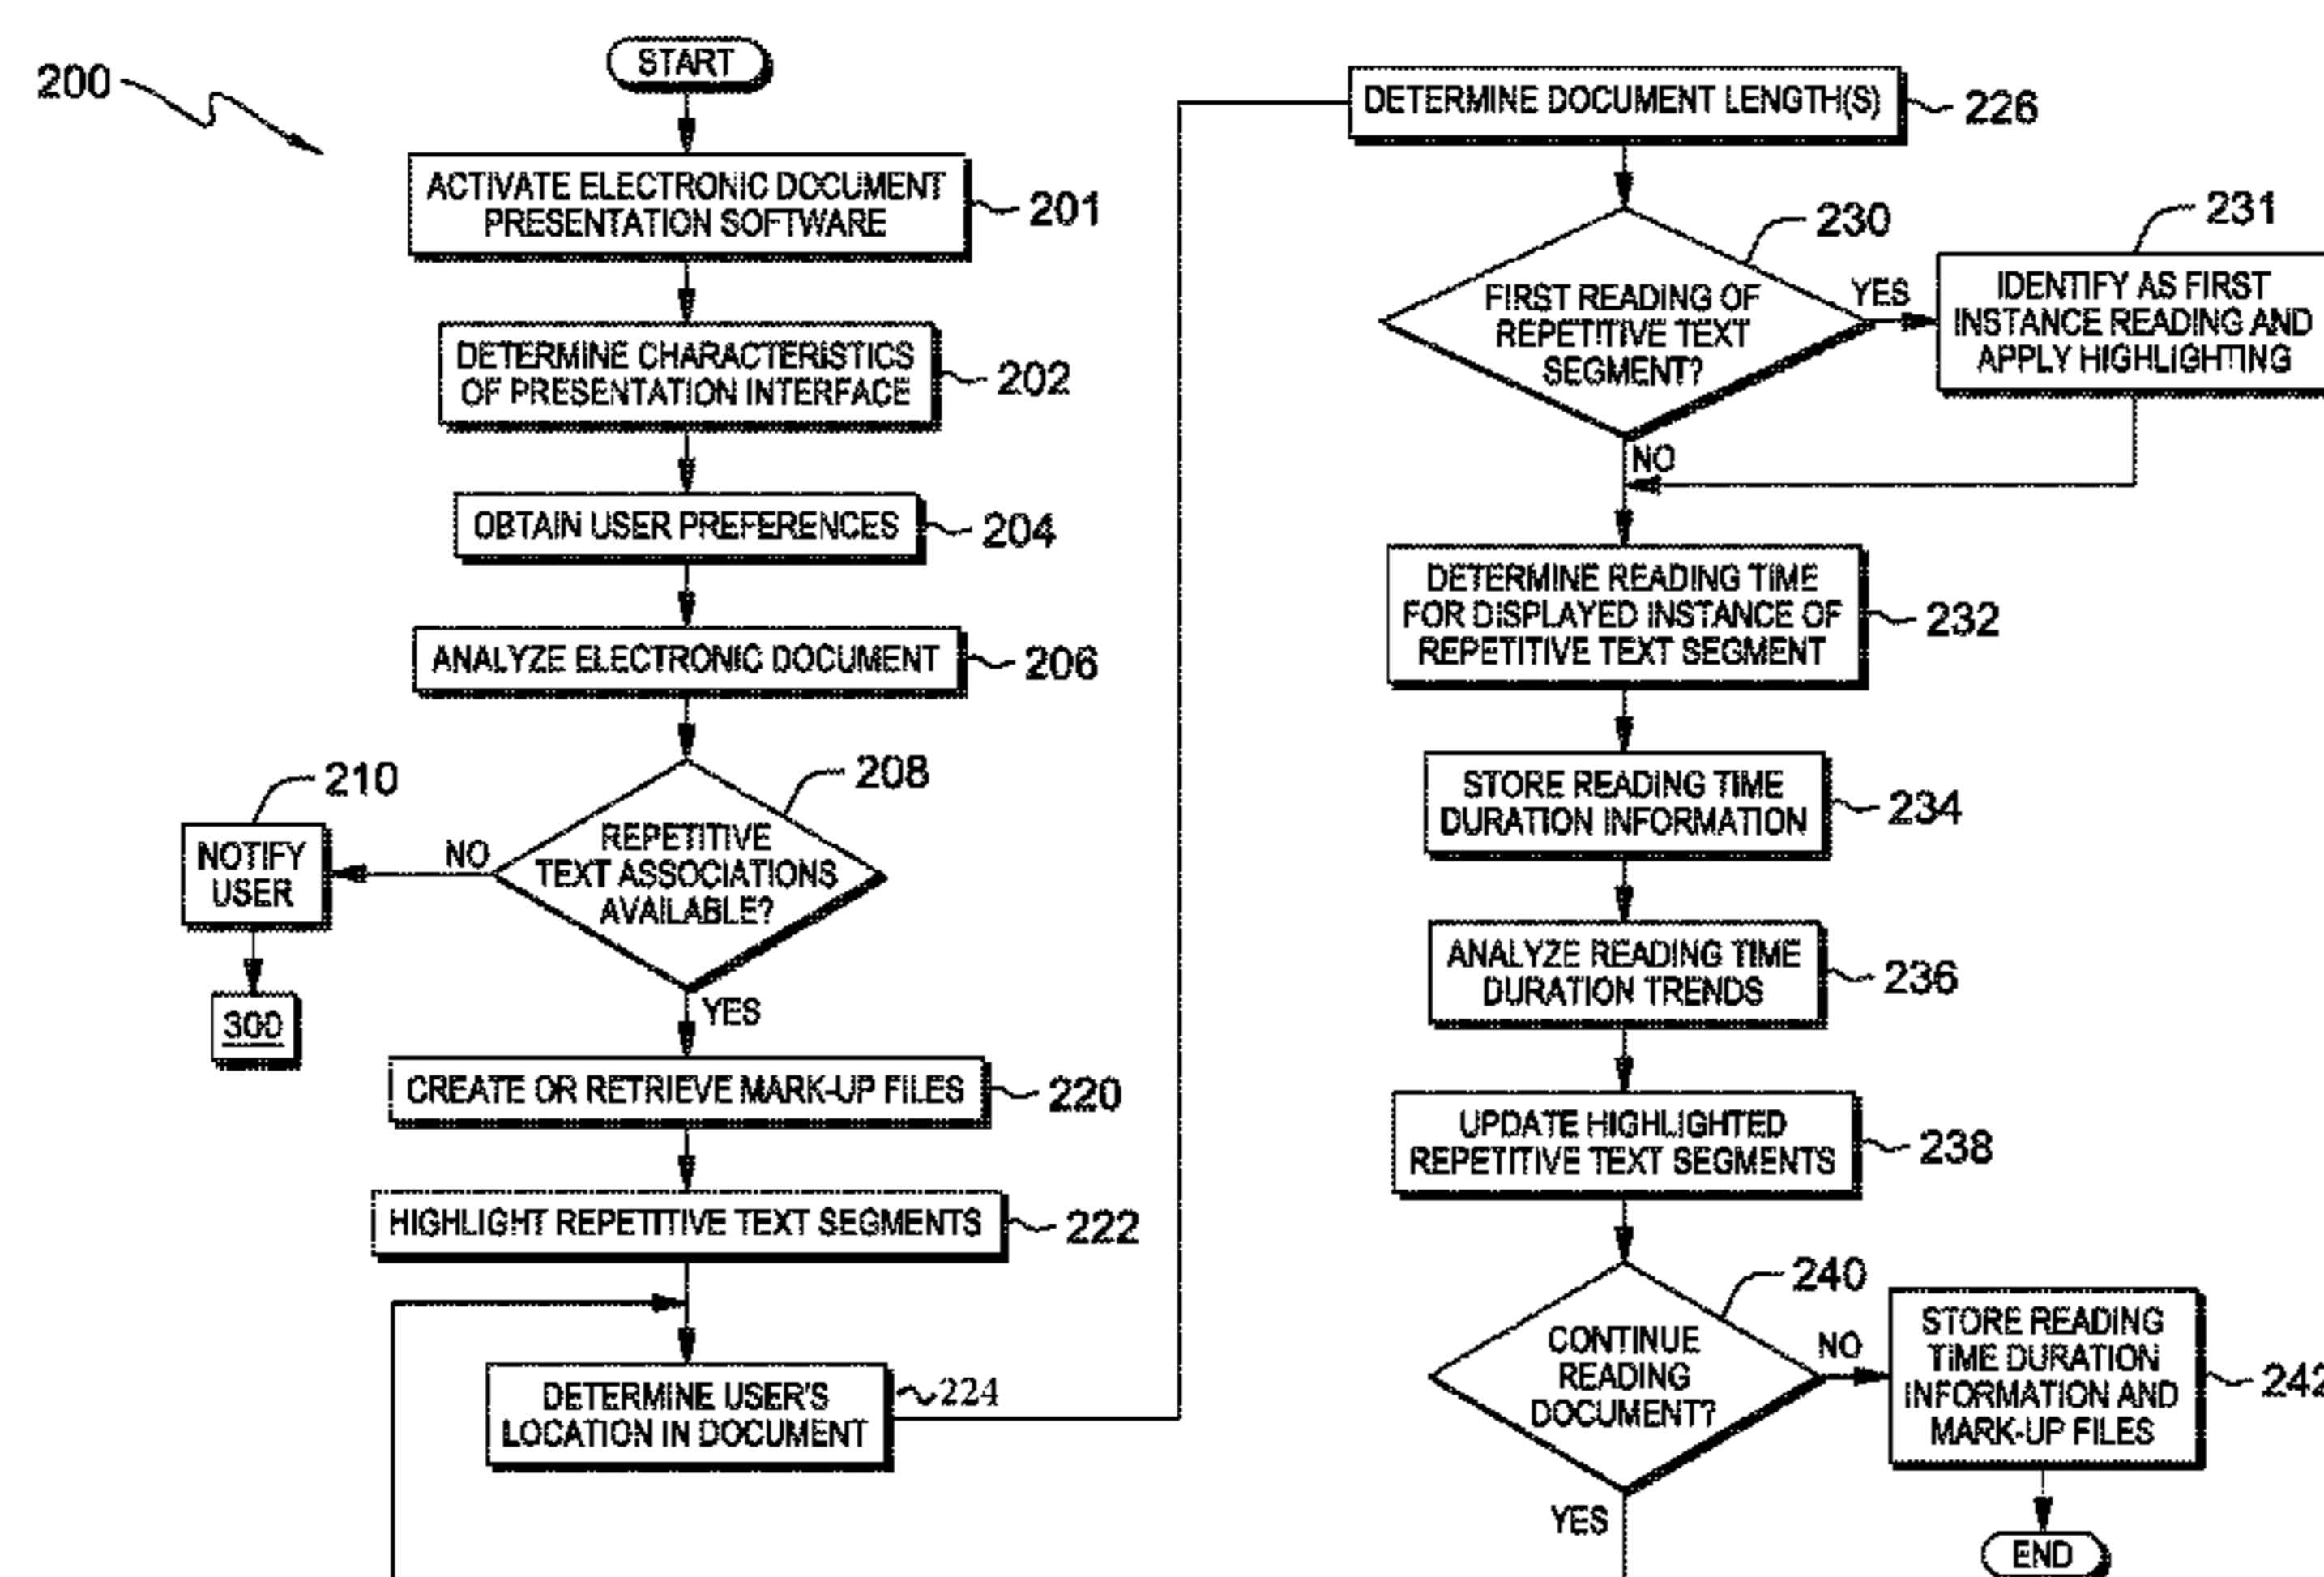 200
START
ACTIVATE ELECTRONIC DOCUMENT
PRESENTATION SOFTWARE
201
DETERMINE CHARACTERISTICS
OF PRESENTATION INTERFACE
202
OBTAIN USER PREFERENCES
204
ANALYZE ELECTRONIC DOCUMENT
206
REPETITIVE
TEXT ASSOCIATIONS
AVAILABLE?
208
NO
210
NOTIFY
USER
300
YES
CREATE OR RETRIEVE MARK-UP FILES
220
HIGHLIGHT REPETITIVE TEXT SEGMENTS
222
DETERMINE USER'S
LOCATION IN DOCUMENT
224
DETERMINE DOCUMENT LENGTH(S)
226
FIRST READING OF
REPETITIVE TEXT
SEGMENT?
230
YES
231
IDENTIFY AS FIRST
INSTANCE READING AND
APPLY HIGHLIGHTING
NO
DETERMINE READING TIME
FOR DISPLAYED INSTANCE OF
REPETITIVE TEXT SEGMENT
232
STORE READING TIME
DURATION INFORMATION
234
ANALYZE READING TIME
DURATION TRENDS
236
UPDATE HIGHLIGHTED
REPETITIVE TEXT SEGMENTS
238
CONTINUE
READING
DOCUMENT?
240
NO
STORE READING
TIME DURATION
INFORMATION AND
MARK-UP FILES
242
YES
END